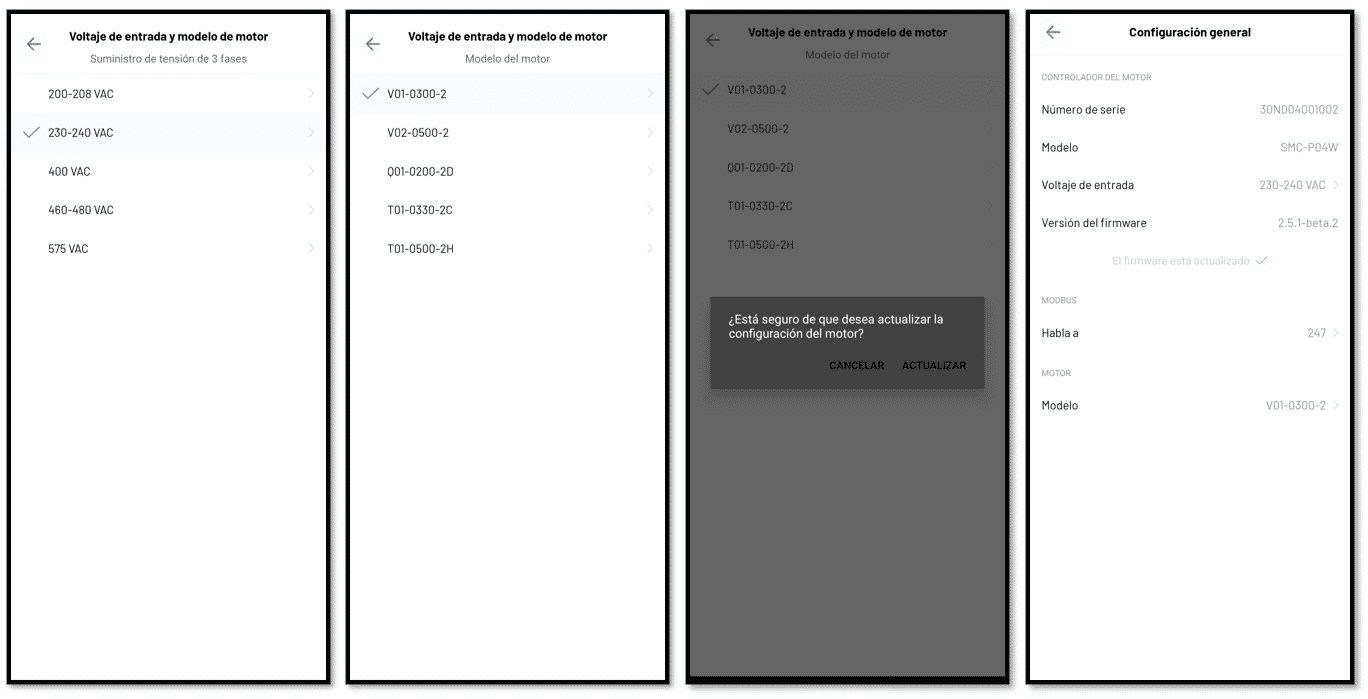 Voltaje de entrada y modelo de motor
Suministro de tensión de 3 fases
200-208 VAC
230-240 VAC
400 VAC
460-480 VAC
575 VAC
Voltaje de entrada y modelo de motor
Modelo del motor
V01-0300-2
V02-0500-2
Q01-0200-2D
T01-0330-2C
T01-0500-2H
Voltaje de entrada y modelo de motor
Modelo del motor
V01-0300-2
V02-0500-2
Q01-0200-2D
T01-0330-2C
T01-0500-2H
¿Está seguro de que desea actualizar la
configuración del motor?
CANCELAR ACTUALIZAR
Configuración general
CONTROLADOR DEL MOTOR
Número de serie 30N004001002
Modelo SMC-P04W
Voltaje de entrada 230-240 VAC
Versión del firmware 2.5.1-beta.2
El firmware está actualizado
MODBUS
Habla a 247
MOTOR
Modelo V01-0300-2